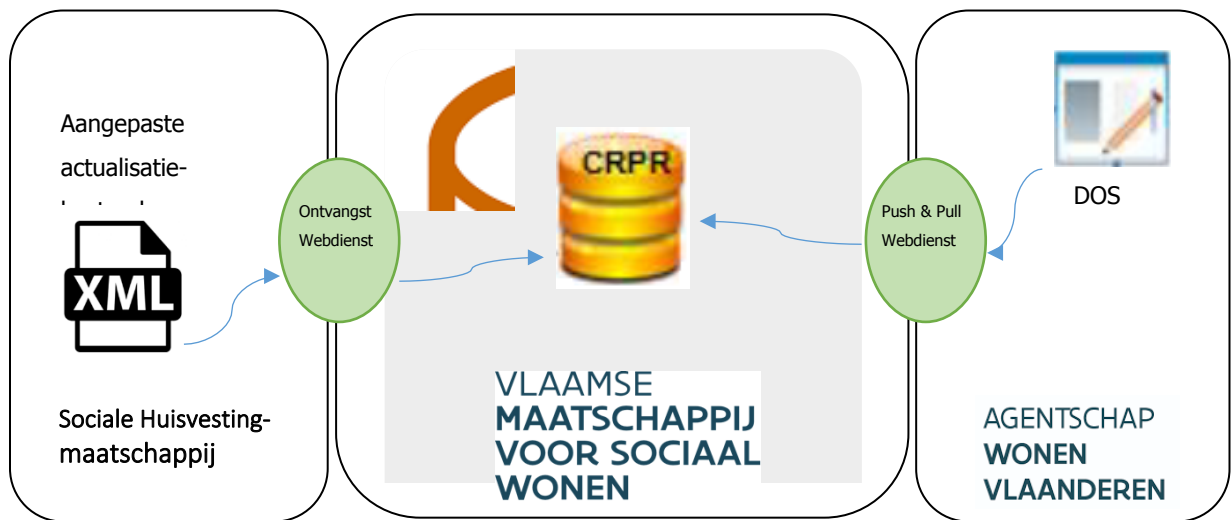 Aangepaste
actualisatie-
XML
Sociale Huisvesting-
maatschappij
Ontvangst
Webdienst
CRPR
VLAAMSE
MAATSCHAPPIJ
VOOR SOCIAAL
WONEN
Push & Pull
Webdienst
DOS
AGENTSCHAP
WONEN
VLAANDEREN